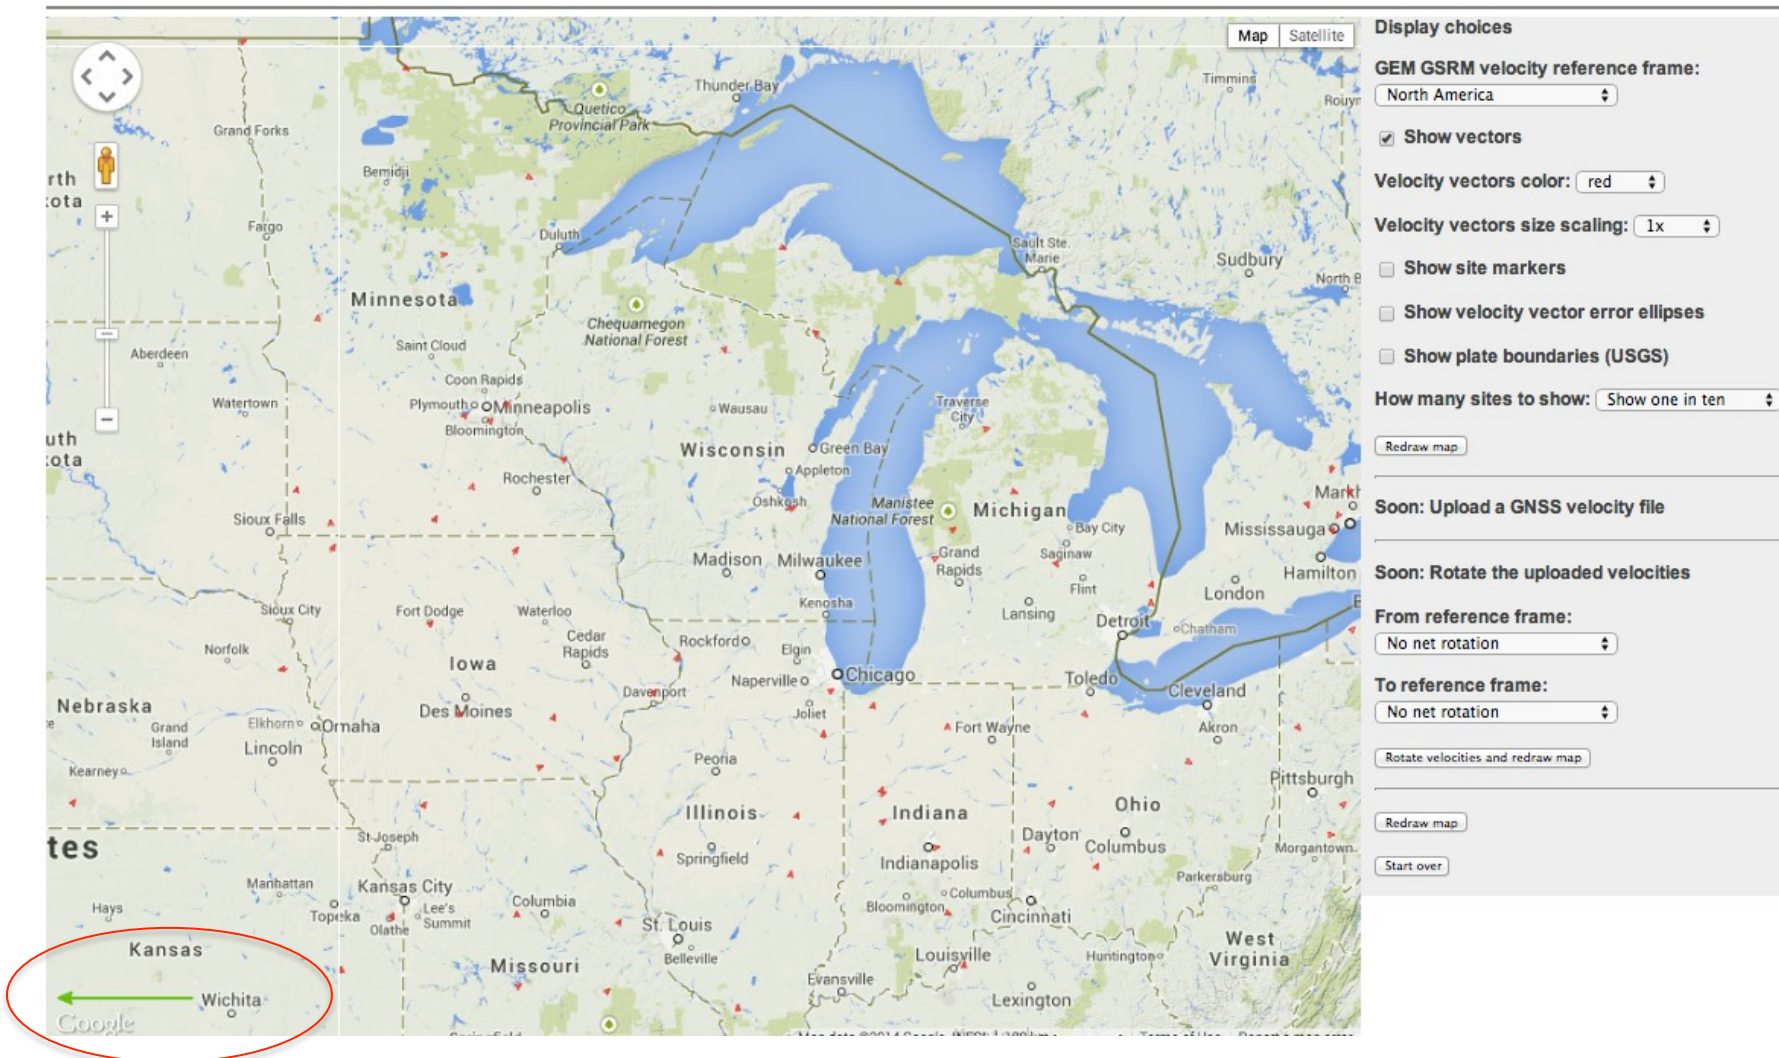 Map
Satellite
Thunder Bay
Timmins
Rouyn
Quetico
Provincial Park
Grand Forks
Bemidji
rth
kota
Fargo
Duluth
Sault Ste.
Marie
Sudbury
North B
Minnesota
Chequamegon
National Forest
Saint Cloud
Aberdeen
Coon Rapids
Watertown
Plymouth
Minneapolis
Bloomington
Wausau
Traverse
City
uth
kota
Wisconsin
Green Bay
Appleton
Rochester
Oshkosh
Manistee
National Forest
Michigan
Markh
Sioux Falls
Bay City
Mississauga
Madison
Milwaukee
Grand
Rapids
Saginaw
Flint
Hamilton
London
Sioux City
Fort Dodge
Waterloo
Kenosha
Lansing
Detroit
Chatham
Norfolk
Iowa
Cedar
Rapids
Rockford
Elgin
Naperville
Chicago
Toledo
Cleveland
Nebraska
Davenport
Des Moines
Joliet
Grand
Island
Elkhorn
Omaha
Fort Wayne
Akron
Lincoln
Kearney
Peoria
Pittsburgh
Illinois
Indiana
Ohio
tes
St Joseph
Springfield
Dayton
Columbus
Indianapolis
Morgantown
Manhattan
Kansas City
Parkersburg
Hays
Topeka
Olathe
Lee's
Summit
Columbia
Columbus
Bloomington
Cincinnati
Kansas
St. Louis
Belleville
Missouri
Louisville
Huntington
West
Virginia
Evansville
Wichita
Lexington
Google
Display choices
GEM GSRM velocity reference frame:
North America
Show vectors
Velocity vectors color: red
Velocity vectors size scaling: 1x
Show site markers
Show velocity vector error ellipses
Show plate boundaries (USGS)
How many sites to show: Show one in ten
Redraw map
Soon: Upload a GNSS velocity file
Soon: Rotate the uploaded velocities
From reference frame:
No net rotation
To reference frame:
No net rotation
Rotate velocities and redraw map
Redraw map
Start over